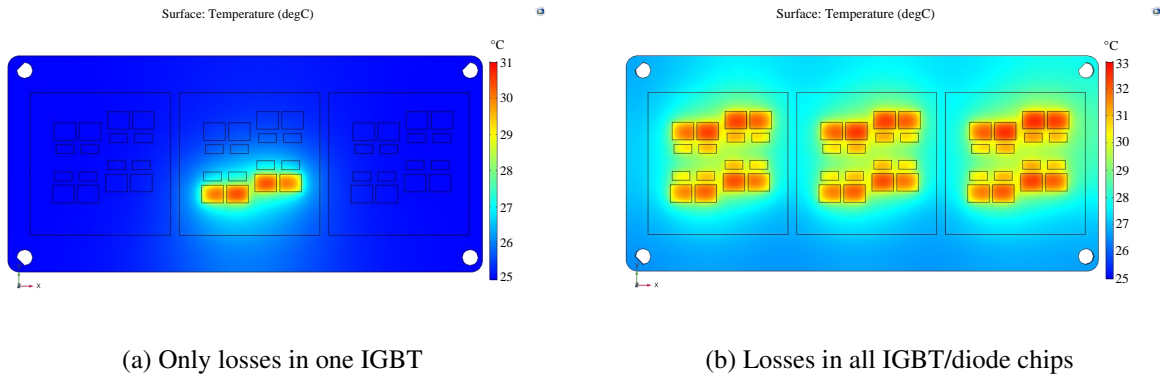 Surface: Temperature (degC)
°C
31
30
29
28
27
26
25
x
(a) Only losses in one IGBT
Surface: Temperature (degC)
°C
33
32
31
30
29
28
27
26
25
y
x
(b) Losses in all IGBT/diode chips